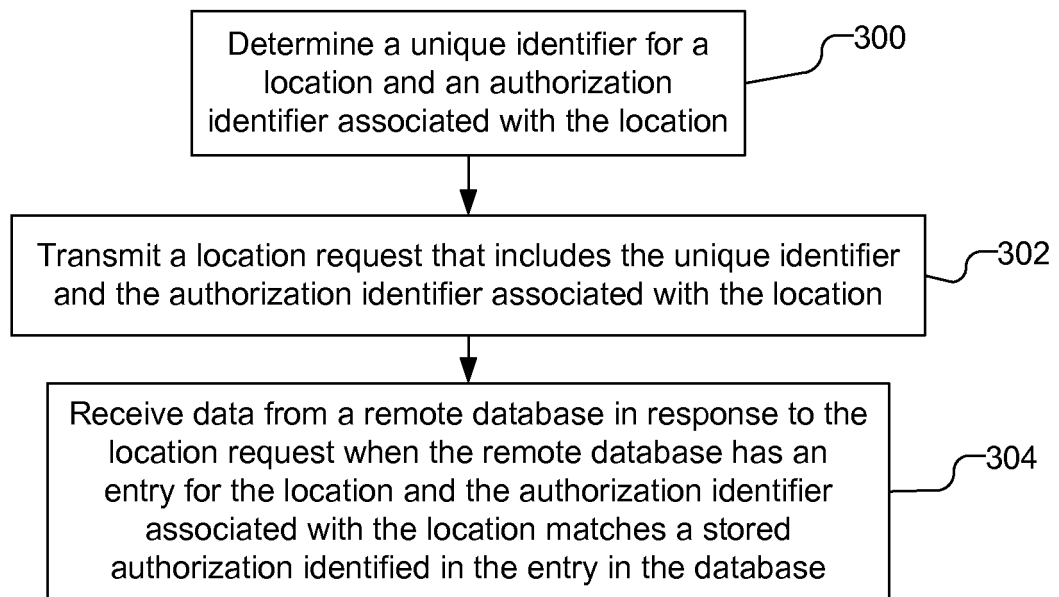 Determine a unique identifier for a
location and an authorization
identifier associated with the location
300
Transmit a location request that includes the unique identifier
and the authorization identifier associated with the location
302
Receive data from a remote database in response to the
location request when the remote database has an
entry for the location and the authorization identifier
associated with the location matches a stored
authorization identified in the entry in the database
304